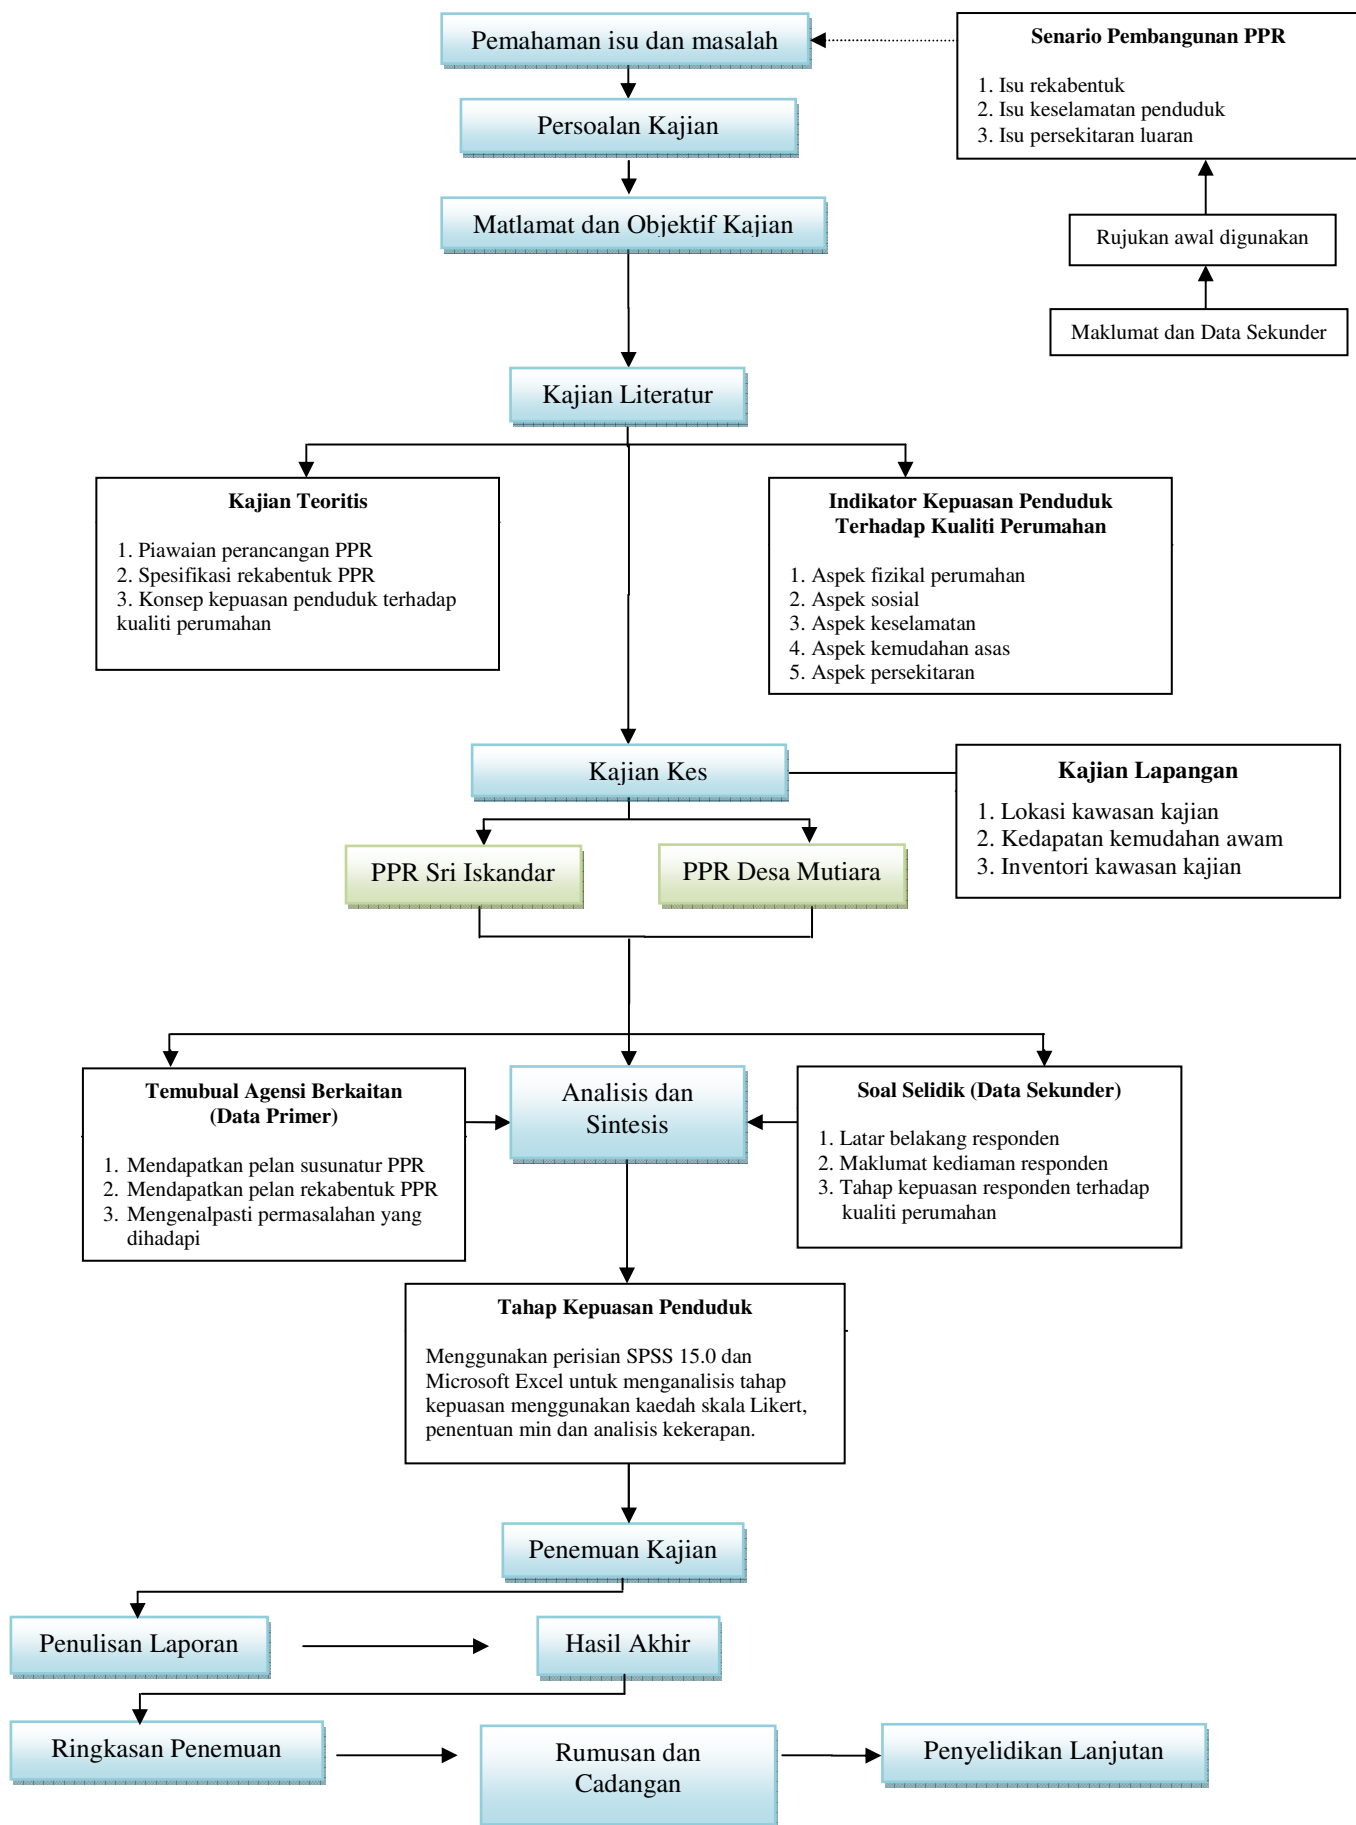 Pemahaman isu dan masalah
Senario Pembangunan PPR
1. Isu rekabentuk
2. Isu keselamatan penduduk
3. Isu persekitaran luaran
Persoalan Kajian
Matlamat dan Objektif Kajian
Rujukan awal digunakan
Maklumat dan Data Sekunder
Kajian Literatur
Kajian Teoritis
1. Piawaian perancangan PPR
2. Spesifikasi rekabentuk PPR
3. Konsep kepuasan penduduk terhadap
kualiti perumahan
Indikator Kepuasan Penduduk
Terhadap Kualiti Perumahan
1. Aspek fizikal perumahan
2. Aspek sosial
3. Aspek keselamatan
4. Aspek kemudahan asas
5. Aspek persekitaran
Kajian Kes
Kajian Lapangan
1. Lokasi kawasan kajian
2. Kedapatan kemudahan awam
3. Inventori kawasan kajian
PPR Sri Iskandar
PPR Desa Mutiara
Temubual Agensi Berkaitan
(Data Primer)
1. Mendapatkan pelan susunatur PPR
2. Mendapatkan pelan rekabentuk PPR
3. Mengenalpasti permasalahan yang
dihadapi
Analisis dan
Sintesis
Soal Selidik (Data Sekunder)
1. Latar belakang responden
2. Maklumat kediaman responden
3. Tahap kepuasan responden terhadap
kualiti perumahan
Tahap Kepuasan Penduduk
Menggunakan perisian SPSS 15.0 dan
Microsoft Excel untuk menganalisis tahap
kepuasan menggunakan kaedah skala Likert,
penentuan min dan analisis kekerapan.
Penemuan Kajian
Penulisan Laporan
Hasil Akhir
Ringkasan Penemuan
Rumusan dan
Cadangan
Penyelidikan Lanjutan